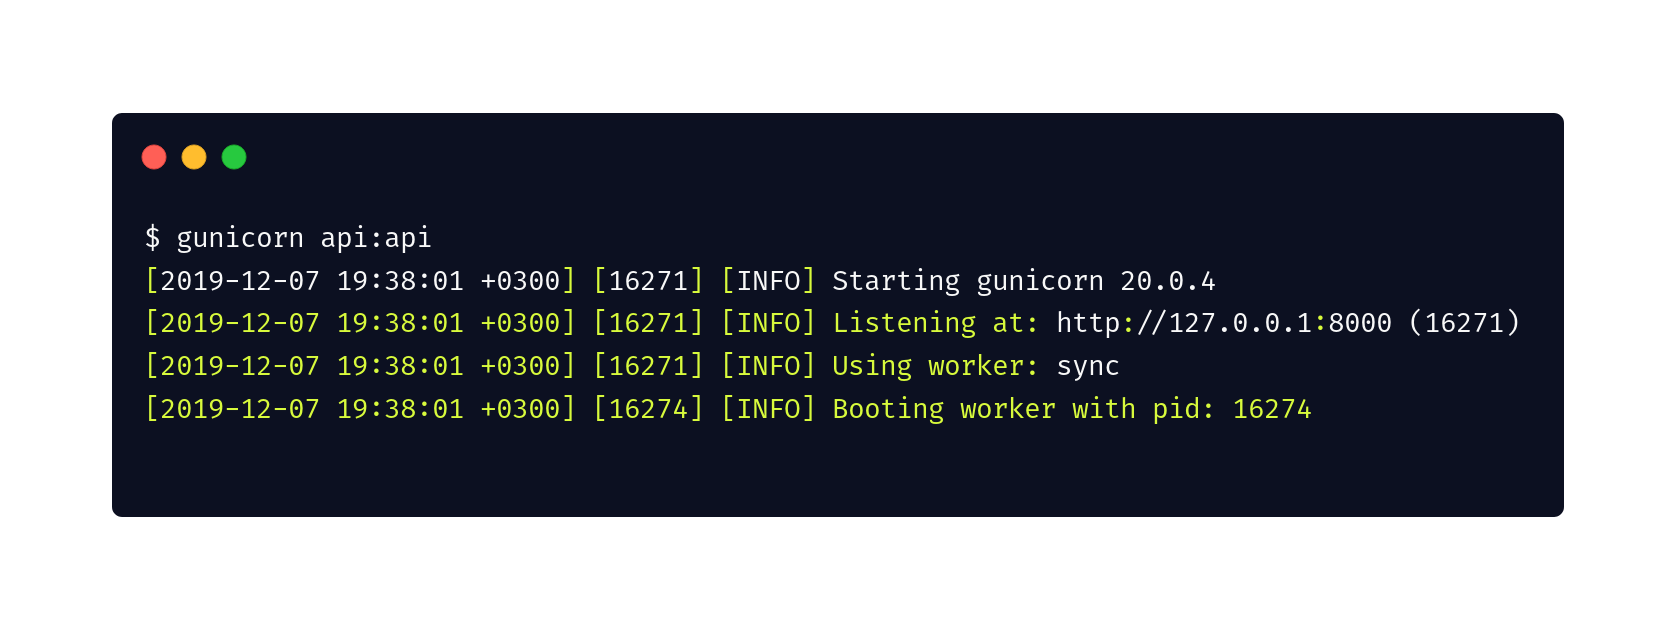 $ gunicorn api:api
[2019-12-07 19:38:01 +0300] [16271] [INFO] Starting gunicorn 20.0.4
[2019-12-07 19:38:01 +0300] [16271] [INFO] Listening at: http://127.0.0.1:8000 (16271)
[2019-12-07 19:38:01 +0300] [16271] [INFO] Using worker: sync
[2019-12-07 19:38:01 +0300] [16274] [INFO] Booting worker with pid: 16274